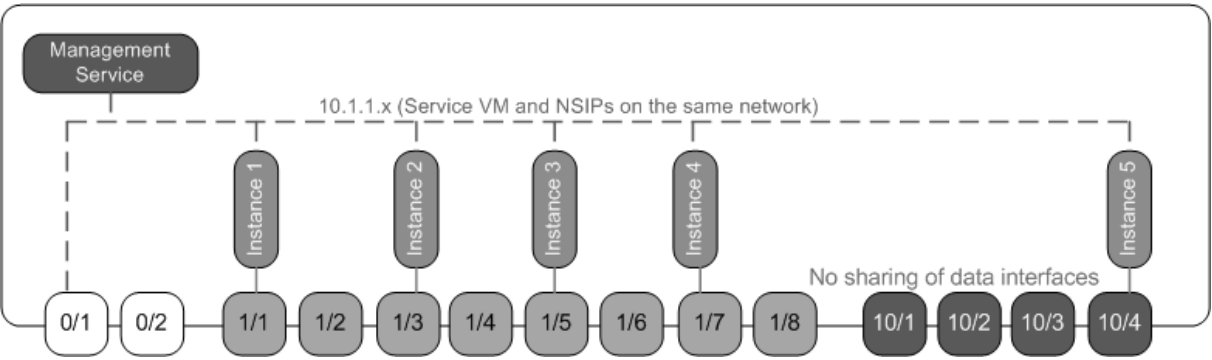 Management
Service
10.1.1.x (Service VM and NSIPs on the same network)
Instance 1
Instance 2
Instance 3
Instance 4
Instance 5
No sharing of data interfaces
0/1
0/2
1/1
1/2
1/3
1/4
1/5
1/6
1/7
1/8
10/1
10/2
10/3
10/4